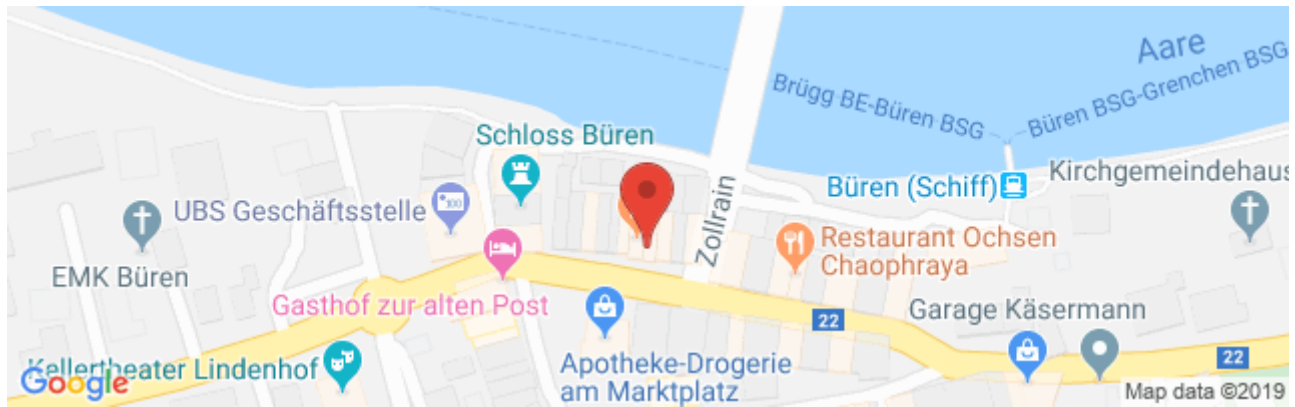 Aare
Brügg BE-Büren BSG
Büren BSG-Grenchen BSG
Schloss Büren
Kirchgemeindehaus
Büren (Schiff)
UBS Geschäftsstelle
100
Zollrain
Restaurant Ochsen
Chaophraya
EMK Büren
Gasthof zur alten Post
22
Garage Käsermann
Apotheke-Drogerie
am Marktplatz
22
Kellertheater Lindenhof
Google
Map data ©2019